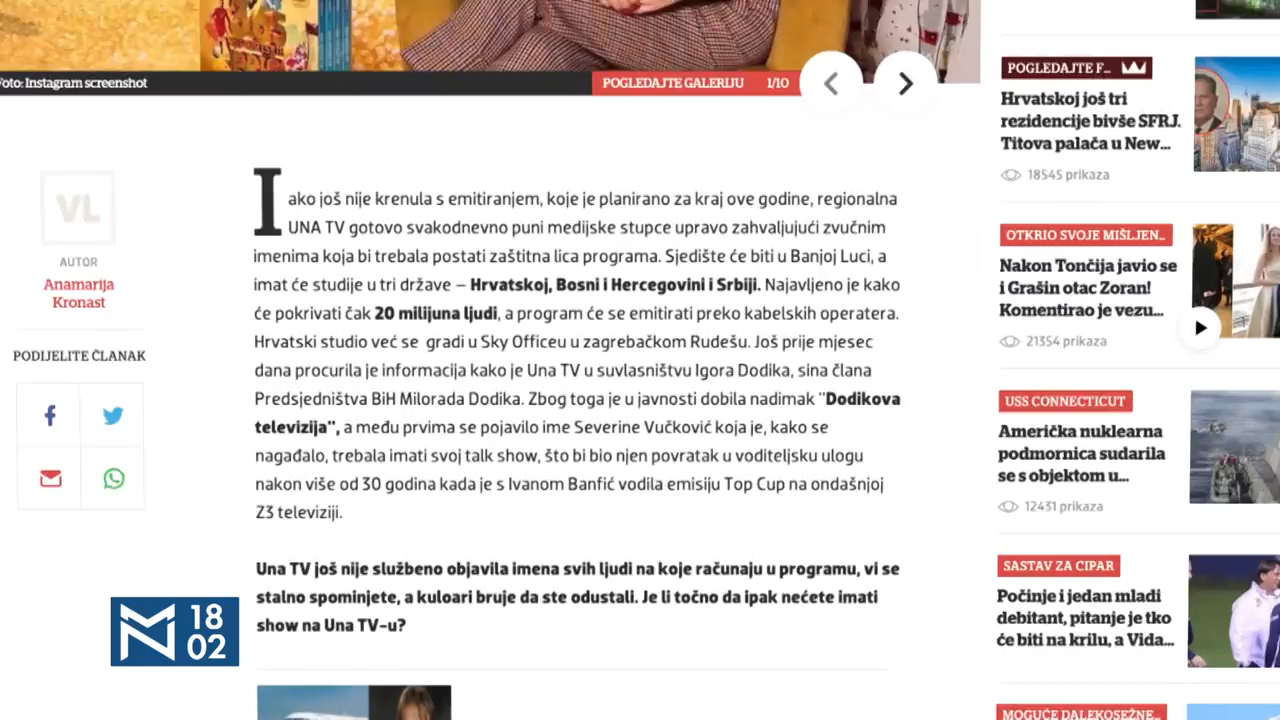 Foto: Instagram screenshot
POGLEDAJTE GALERIJU 1/10
VL
AUTOR
Anamarija
Kronast
PODIJELITE ČLANAK
Iako još nije krenula s emitiranjem, koje je planirano za kraj ove godine, regionalna
UNA TV gotovo svakodnevno puni medijske stupce upravo zahvaljujući zvučnim
imenima koja bi trebala postati zaštitna lica programa. Sjedište će biti u Banjoj Luci, a
imat će studije u tri države – Hrvatskoj, Bosni i Hercegovini i Srbiji. Najavljeno je kako
će pokrivati čak 20 milijuna ljudi, a program će se emitirati preko kabelskih operatera.
Hrvatski studio već se gradi u Sky Officeu u zagrebačkom Rudešu. Još prije mjesec
dana procurila je informacija kako je Una TV u suvlasništvu Igora Dodika, sina člana
Predsjedništva BiH Milorada Dodika. Zbog toga je u javnosti dobila nadimak "Dodikova
televizija", a među prvima se pojavilo ime Severine Vučković koja je, kako se
nagađalo, trebala imati svoj talk show, što bi bio njen povratak u voditeljsku ulogu
nakon više od 30 godina kada je s Ivanom Banfić vodila emisiju Top Cup na ondašnjoj
Z3 televiziji.
Una TV još nije službeno objavila imena svih ljudi na koje računaju u programu, vi se
stalno spominjete, a kuloari bruje da ste odustali. Je li točno da ipak nećete imati
show na Una TV-u?
18
02
POGLEDAJTE F...
Hrvatskoj još tri
rezidencije bivše SFRJ.
Titova palača u New...
18545 prikaza
OTKRIO SVOJE MIŠLJEN...
Nakon Tončija javio se
i Grašin otac Zoran!
Komentirao je vezu...
21354 prikaza
USS CONNECTICUT
Američka nuklearna
podmornica sudarila
se s objektom u...
12431 prikaza
SASTAV ZA CIPAR
Počinje i jedan mladi
debitant, pitanje je tko
će biti na krilu, a Vida...
MOGUĆE DALEKOSEŽNE...